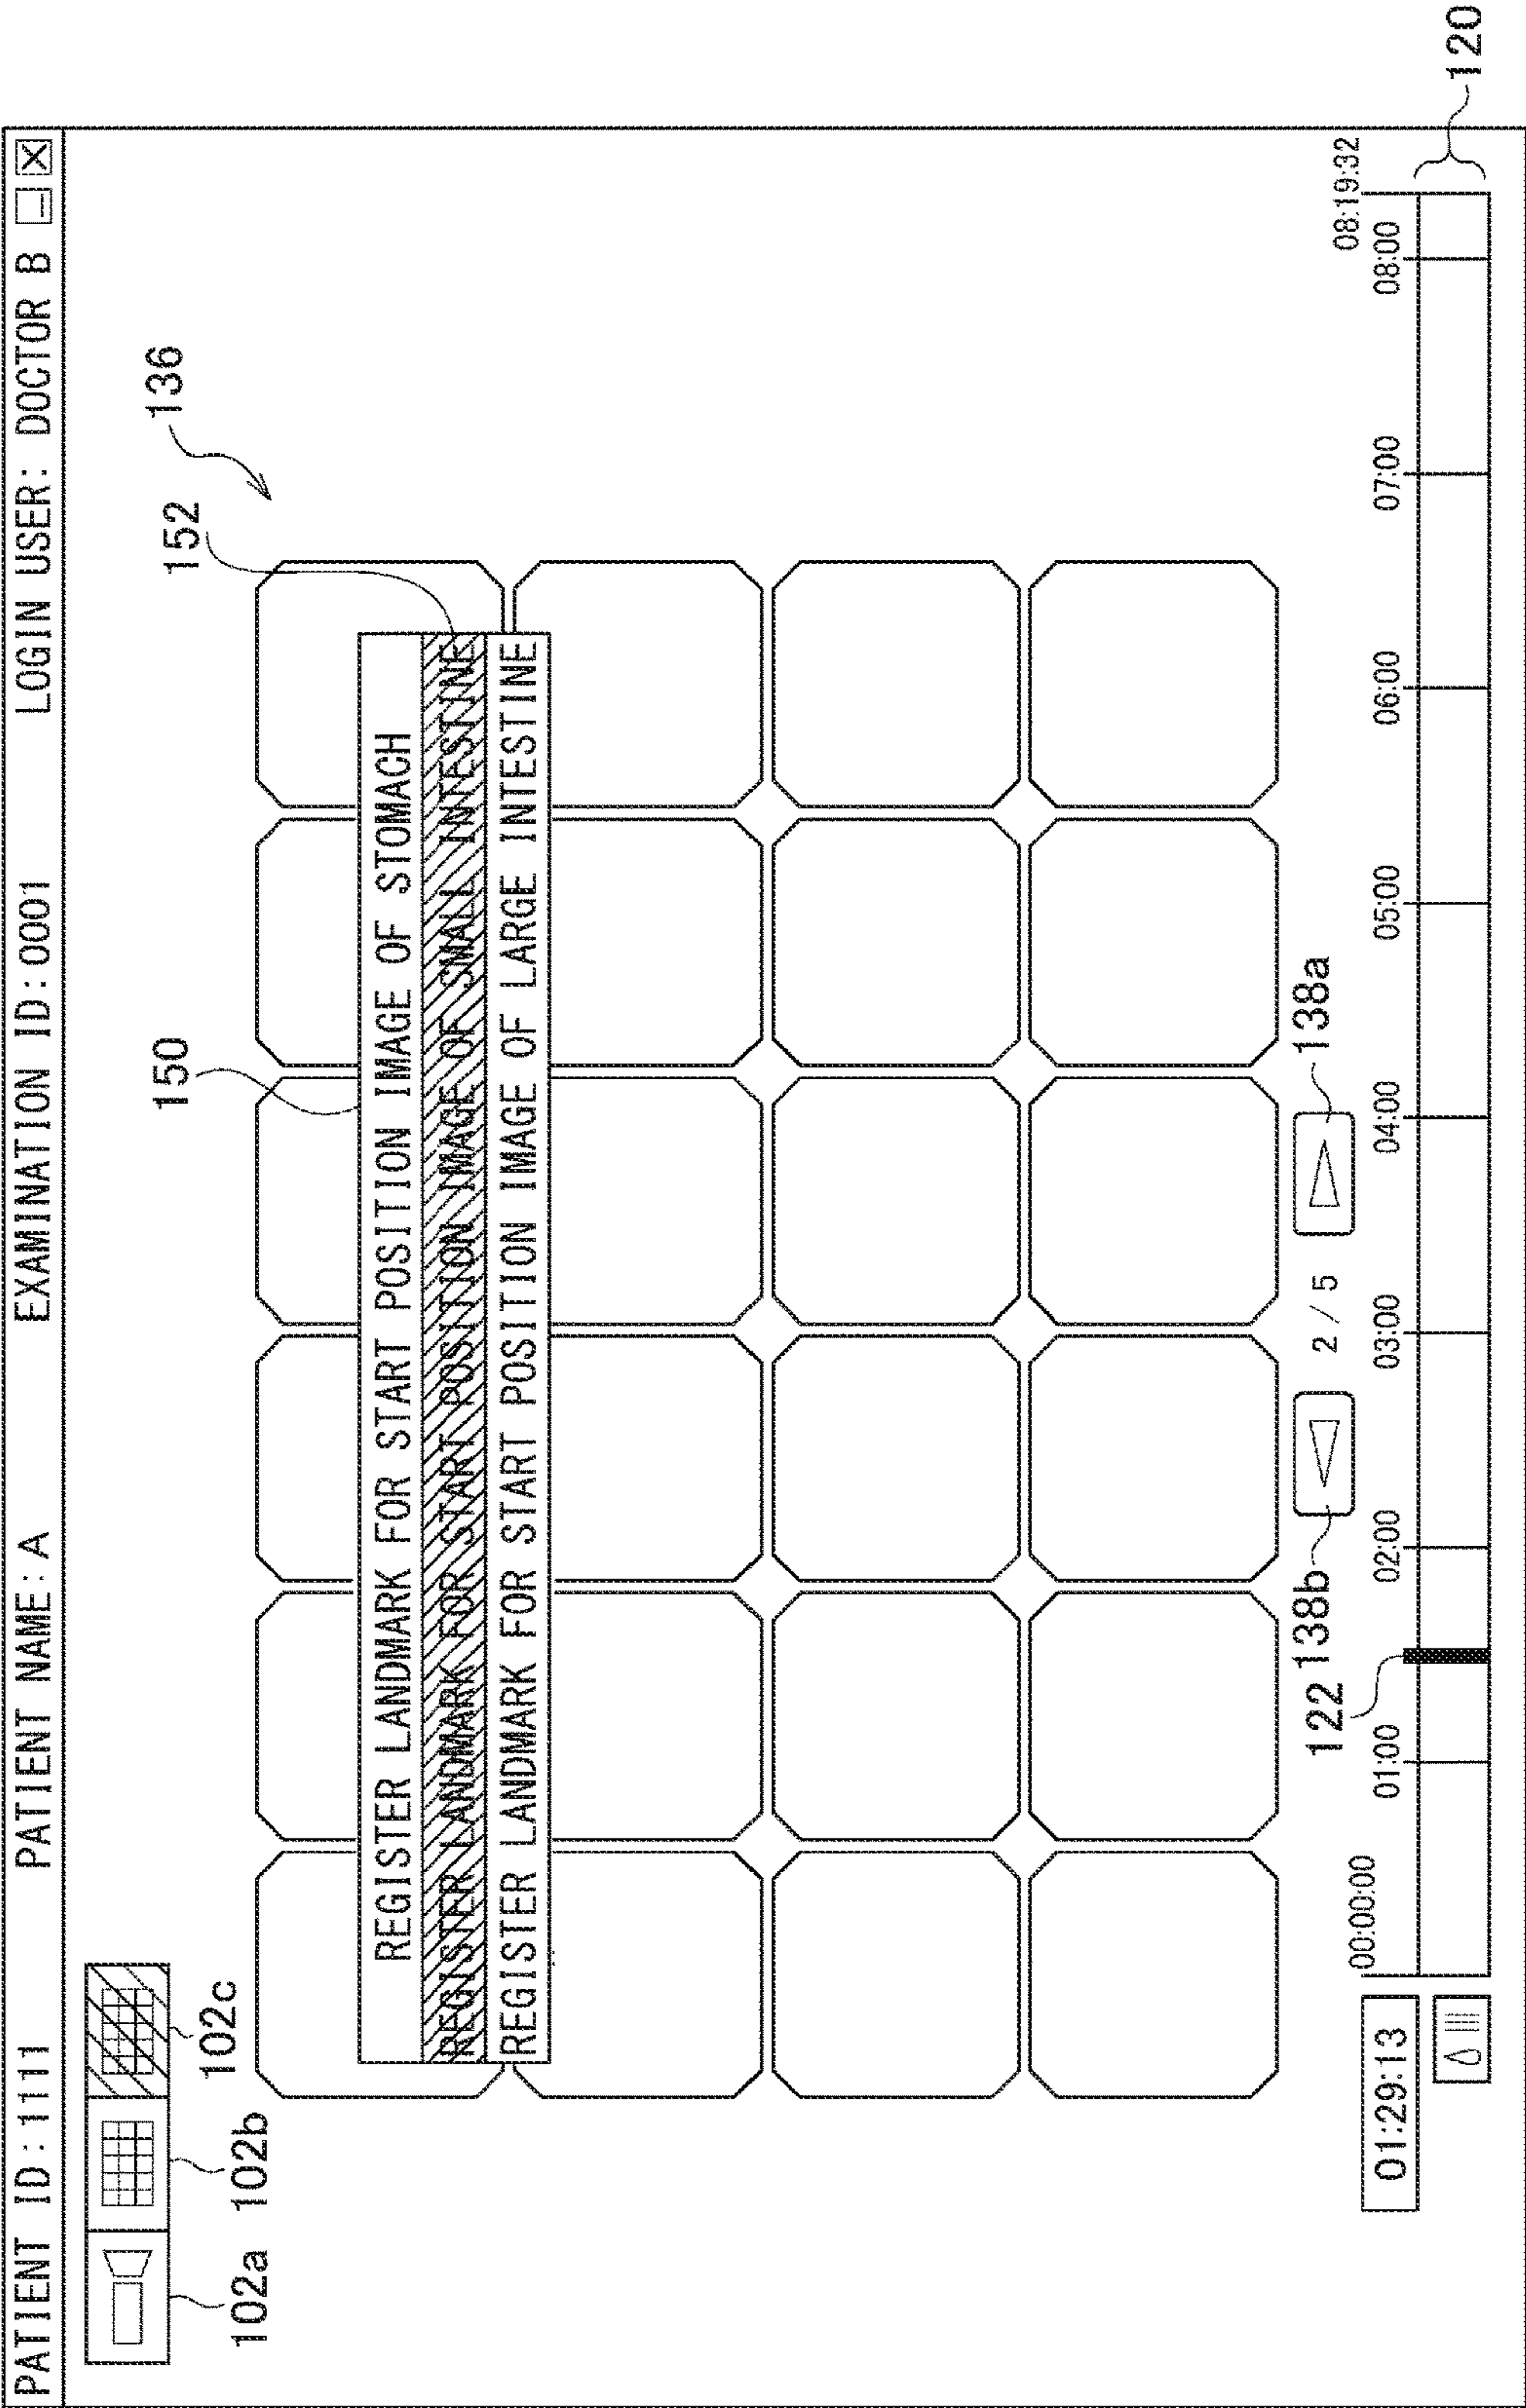 PATIENT ID:1111 PATIENT NAME:A EXAMINATION ID:0001 LOGIN USER: DOCTOR B
102a 102b 102c
150 152 136
REGISTER LANDMARK FOR START POSITION IMAGE OF STOMACH
REGISTER LANDMARK FOR START POSITION IMAGE OF SMALL INTESTINE
REGISTER LANDMARK FOR START POSITION IMAGE OF LARGE INTESTINE
122 138b 2 / 5 138a
01:29:13 00:00:00 01:00 02:00 03:00 04:00 05:00 06:00 07:00 08:00 08:19:32
120